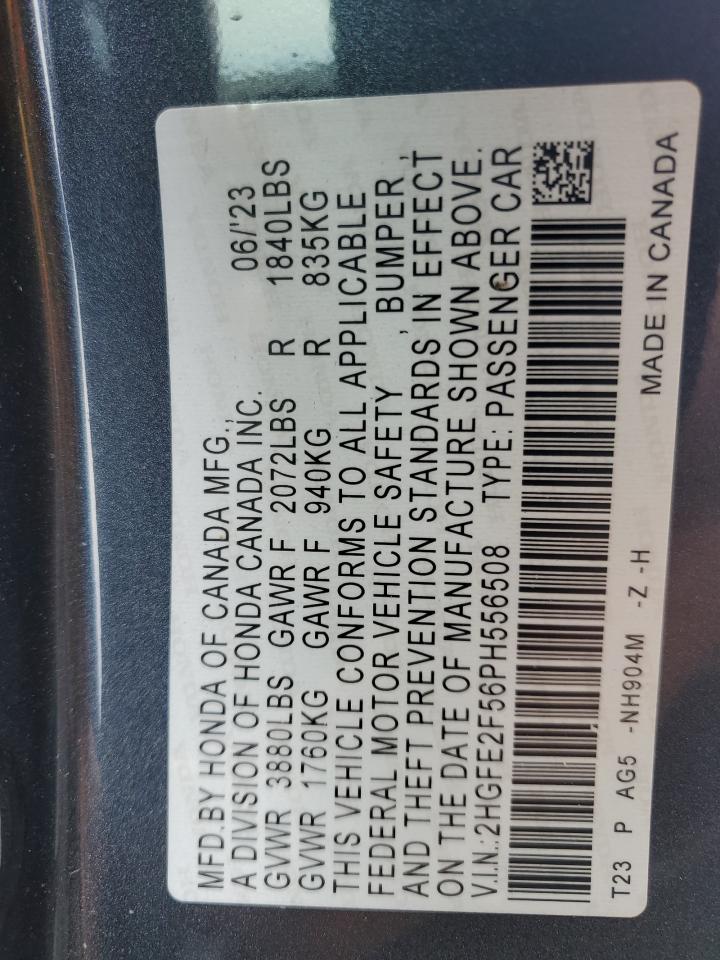 MFD.BY HONDA OF CANADA MFG.,
A DIVISION OF HONDA CANADA INC. 06/'23
GVWR 3880LBS GAWR F 2072LBS R 1840LBS
GVWR 1760KG GAWR F 940KG R 835KG
THIS VEHICLE CONFORMS TO ALL APPLICABLE
FEDERAL MOTOR VEHICLE SAFETY , BUMPER ,
AND THEFT PREVENTION STANDARDS IN EFFECT
ON THE DATE OF MANUFACTURE SHOWN ABOVE.
V.I.N.:2HGFE2F56PH556508 TYPE: PASSENGER CAR
T23 P AG5 -NH904M -Z -H MADE IN CANADA